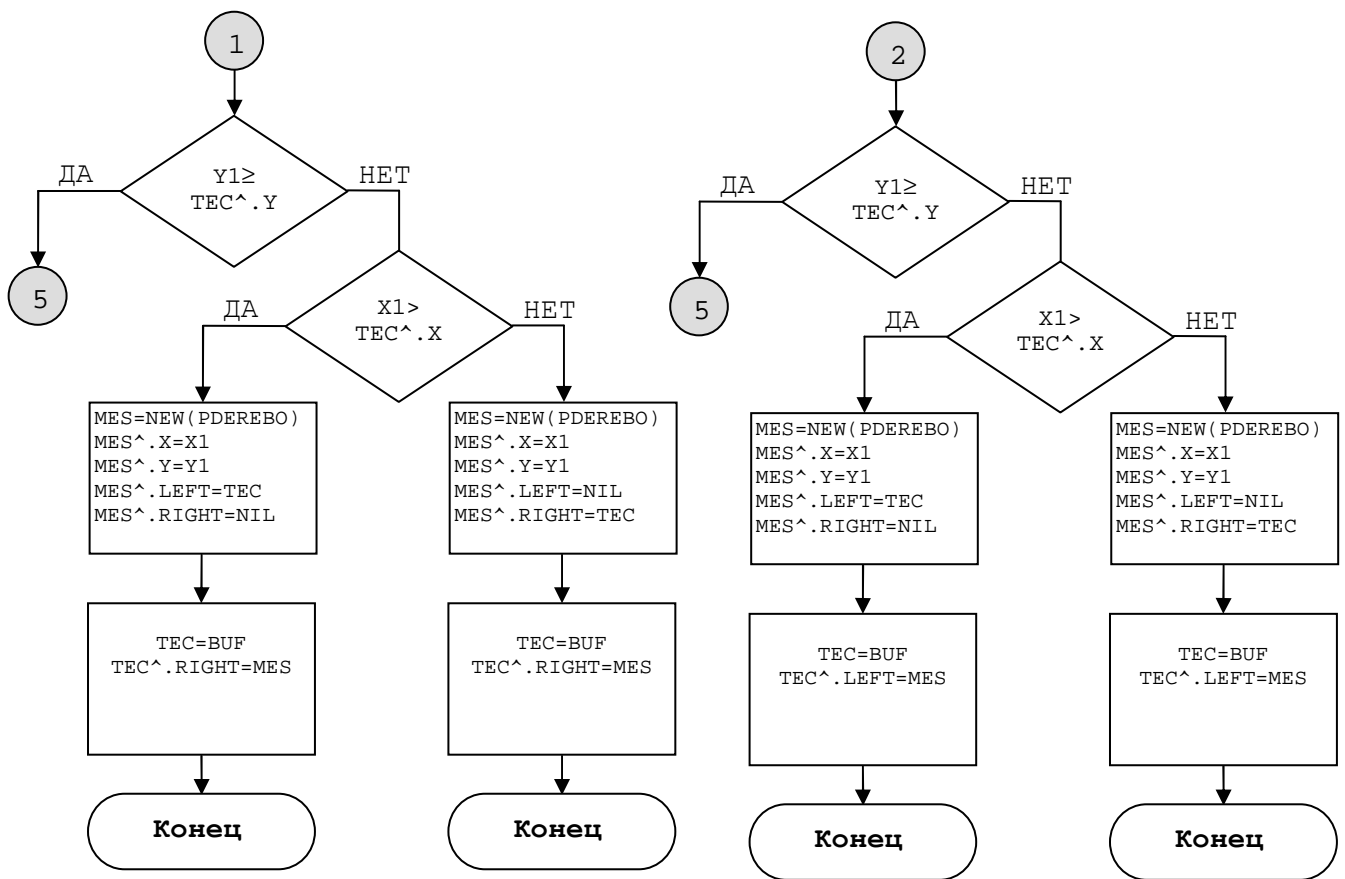 1
Y1≥
TEC^.Y
ДА
НЕТ
5
X1>
TEC^.X
ДА
НЕТ
MES=NEW(PDEREBO)
MES^.X=X1
MES^.Y=Y1
MES^.LEFT=TEC
MES^.RIGHT=NIL
MES=NEW(PDEREBO)
MES^.X=X1
MES^.Y=Y1
MES^.LEFT=NIL
MES^.RIGHT=TEC
TEC=BUF
TEC^.RIGHT=MES
TEC=BUF
TEC^.RIGHT=MES
Конец
Конец
2
Y1≥
TEC^.Y
ДА
НЕТ
5
X1>
TEC^.X
ДА
НЕТ
MES=NEW(PDEREBO)
MES^.X=X1
MES^.Y=Y1
MES^.LEFT=TEC
MES^.RIGHT=NIL
MES=NEW(PDEREBO)
MES^.X=X1
MES^.Y=Y1
MES^.LEFT=NIL
MES^.RIGHT=TEC
TEC=BUF
TEC^.LEFT=MES
TEC=BUF
TEC^.LEFT=MES
Конец
Конец